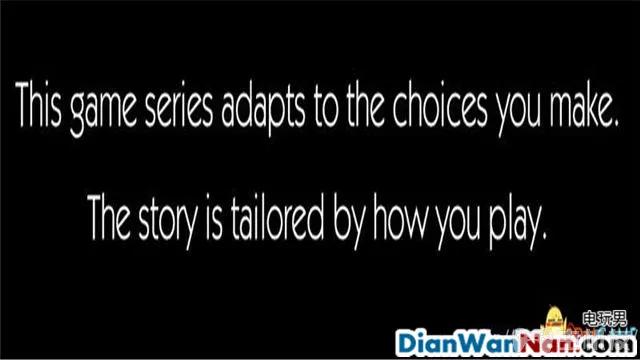 This game series adapts to the choices you make.
The story is tailored by how you play.
电玩男
DianWanNan.com